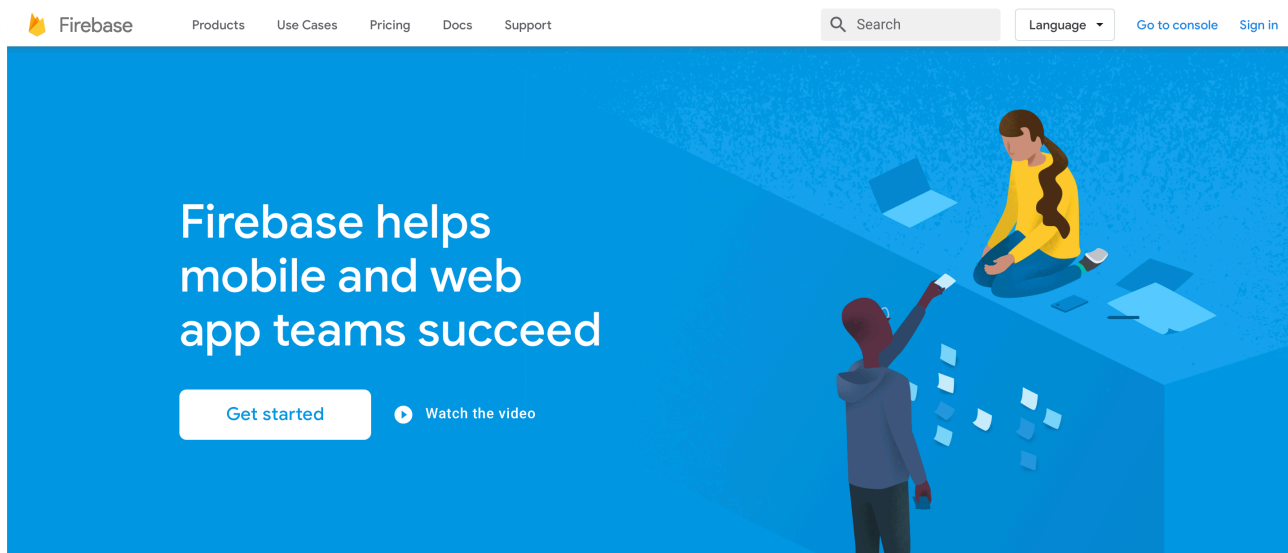 Firebase Products Use Cases Pricing Docs Support Search Language Go to console Sign in
Firebase helps
mobile and web
app teams succeed
Get started Watch the video